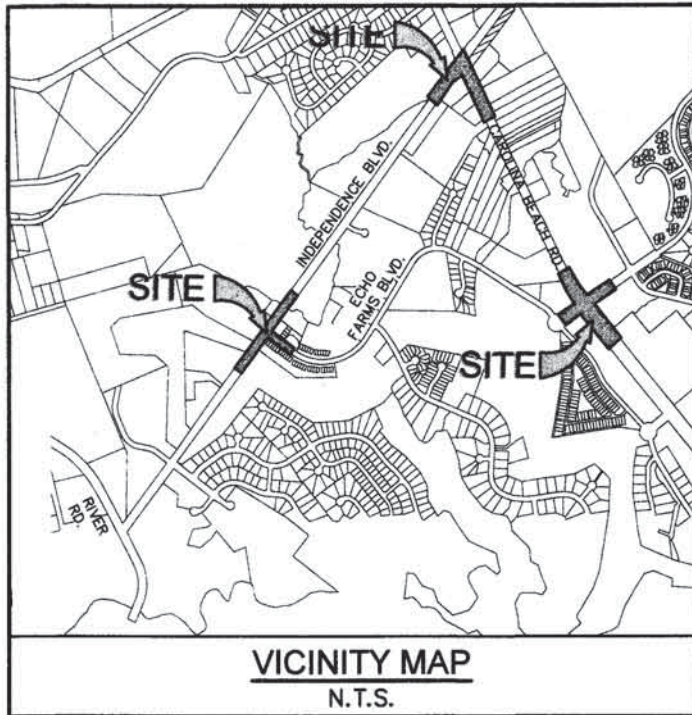 SITE
INDEPENDENCE BLVD.
CAROLINA BEACH RD.
ECHO
FARMS BLVD.
SITE
SITE
RIVER
RD.
VICINITY MAP
N.T.S.